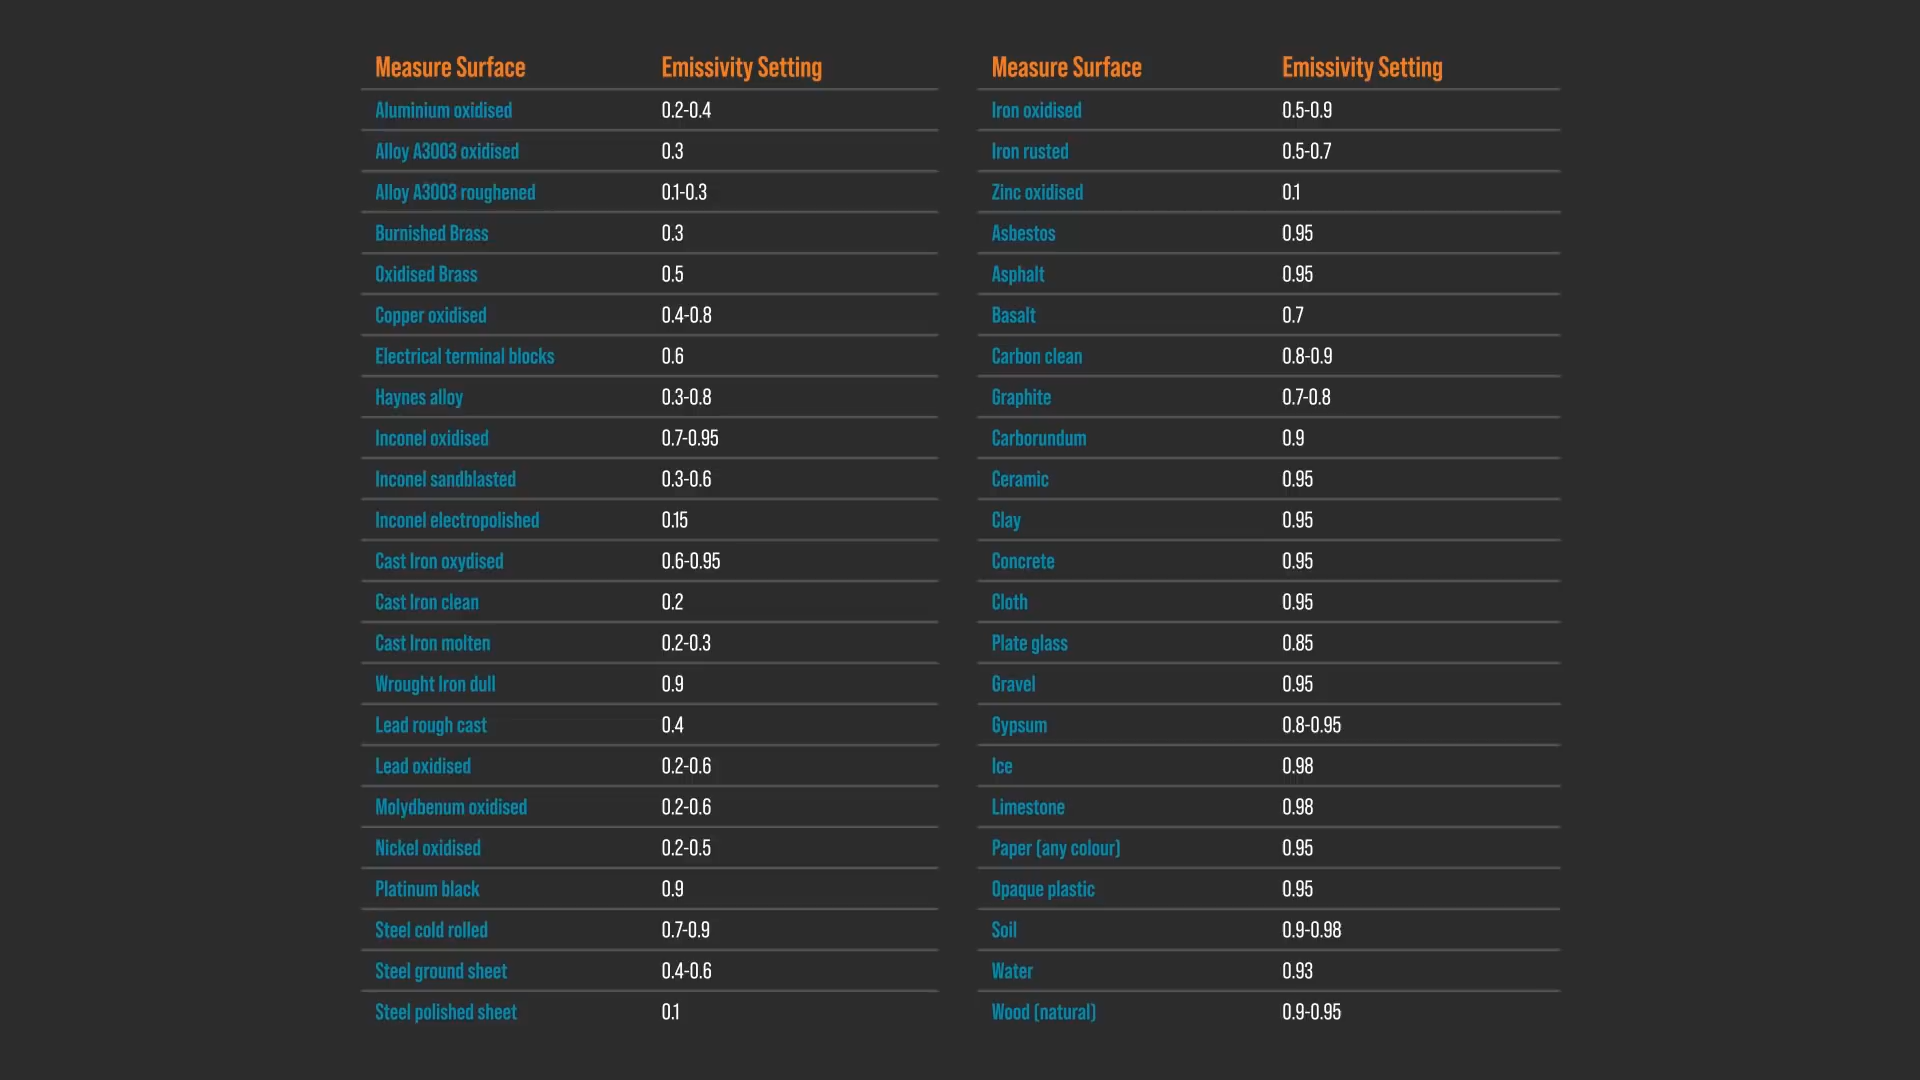 Measure Surface Emissivity Setting
Aluminium oxidised 0.2-0.4
Alloy A3003 oxidised 0.3
Alloy A3003 roughened 0.1-0.3
Burnished Brass 0.3
Oxidised Brass 0.5
Copper oxidised 0.4-0.8
Electrical terminal blocks 0.6
Haynes alloy 0.3-0.8
Inconel oxidised 0.7-0.95
Inconel sandblasted 0.3-0.6
Inconel electropolished 0.15
Cast Iron oxydised 0.6-0.95
Cast Iron clean 0.2
Cast Iron molten 0.2-0.3
Wrought Iron dull 0.9
Lead rough cast 0.4
Lead oxidised 0.2-0.6
Molydbenum oxidised 0.2-0.6
Nickel oxidised 0.2-0.5
Platinum black 0.9
Steel cold rolled 0.7-0.9
Steel ground sheet 0.4-0.6
Steel polished sheet 0.1
Measure Surface Emissivity Setting
Iron oxidised 0.5-0.9
Iron rusted 0.5-0.7
Zinc oxidised 0.1
Asbestos 0.95
Asphalt 0.95
Basalt 0.7
Carbon clean 0.8-0.9
Graphite 0.7-0.8
Carborundum 0.9
Ceramic 0.95
Clay 0.95
Concrete 0.95
Cloth 0.95
Plate glass 0.85
Gravel 0.95
Gypsum 0.8-0.95
Ice 0.98
Limestone 0.98
Paper (any colour) 0.95
Opaque plastic 0.95
Soil 0.9-0.98
Water 0.93
Wood (natural) 0.9-0.95